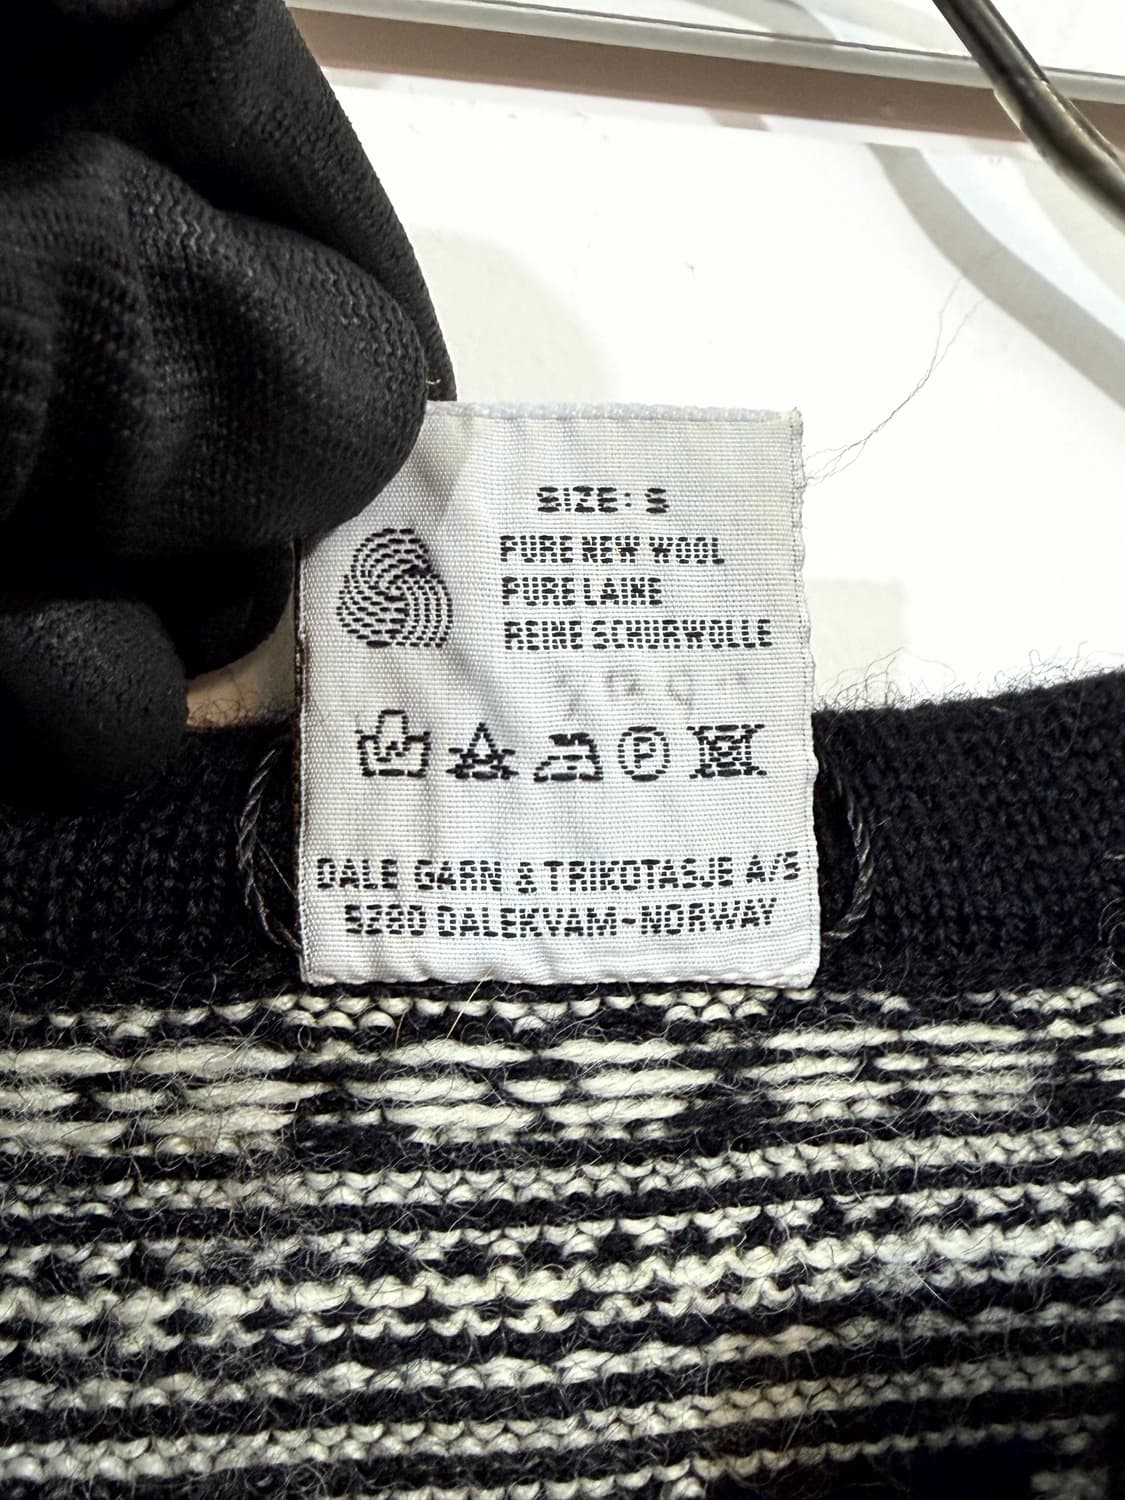 SIZE: S
PURE NEW WOOL
PURE LAINE
REINE SCHURWOLLE
P
DALE GARN & TRIKOTASJE A/S
5280 DALEKVAM-NORWAY